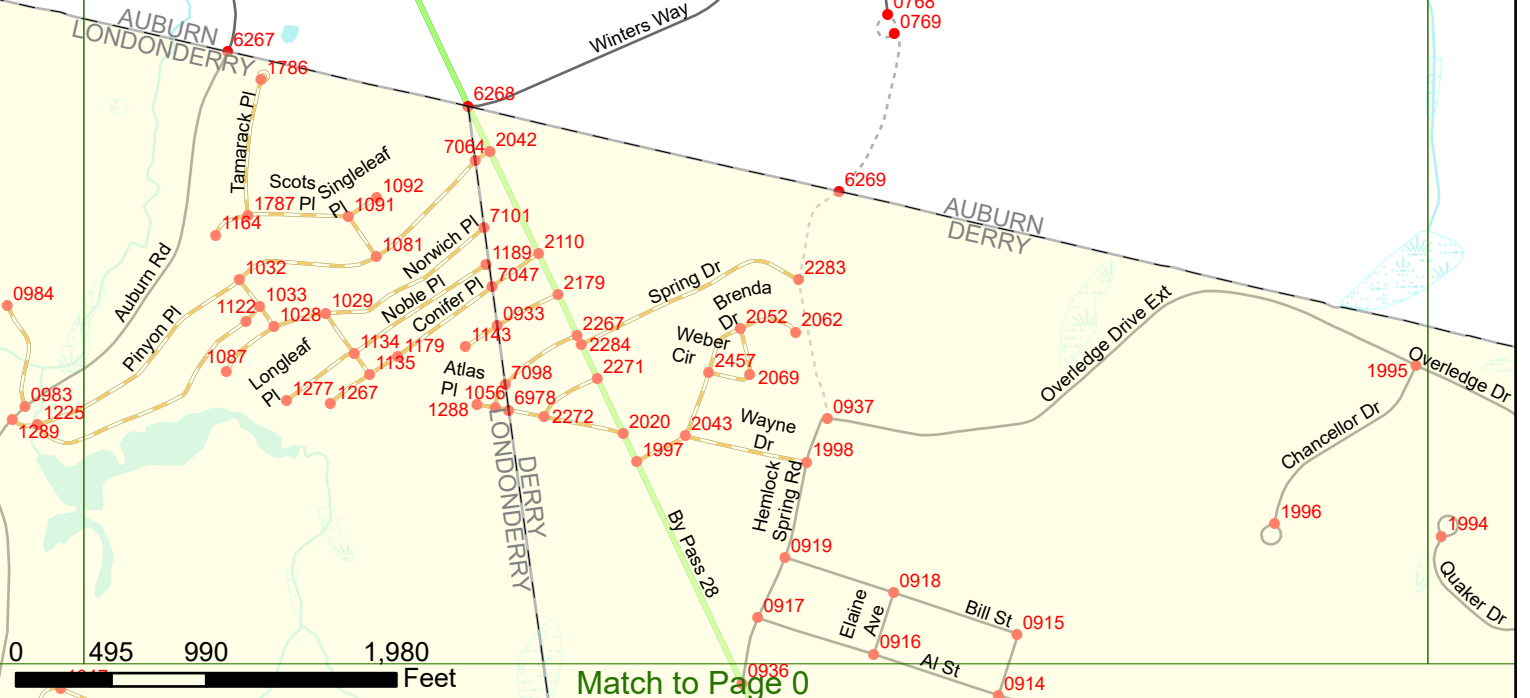 0768
0769
AUBURN
LONDONDERRY
6267
Winters Way
1786
6268
Tamarack Pl
7064
2042
Scots
Pl
Singleleaf
Pl
1092
1787
1091
1164
6269
AUBURN
DERRY
7101
1081
Norwich Pl
1189
2110
Auburn Rd
1032
Noble Pl
7047
Spring Dr
2283
0984
1033
1122
1028
1029
Conifer Pl
2179
Brenda
Dr
2052
2062
Overledge Drive Ext
Pinyon Pl
0933
1143
2267
2284
Weber
Cir
1134
1179
1087
Longleaf
Pl
1135
Atlas
Pl
7098
2271
2457
2069
1995
Overledge Dr
0983
1225
1289
1277
1267
1056
1288
6978
2272
2020
2043
Wayne
Dr
0937
Chancellor Dr
1997
1998
DERRY
LONDONDERRY
Hemlock
Spring Rd
1996
1994
By Pass 28
0919
0918
Quaker Dr
0917
Elaine
Ave
Bill St
0915
0916
Al St
0 495 990 1,980
Feet
0936
0914
Match to Page 0